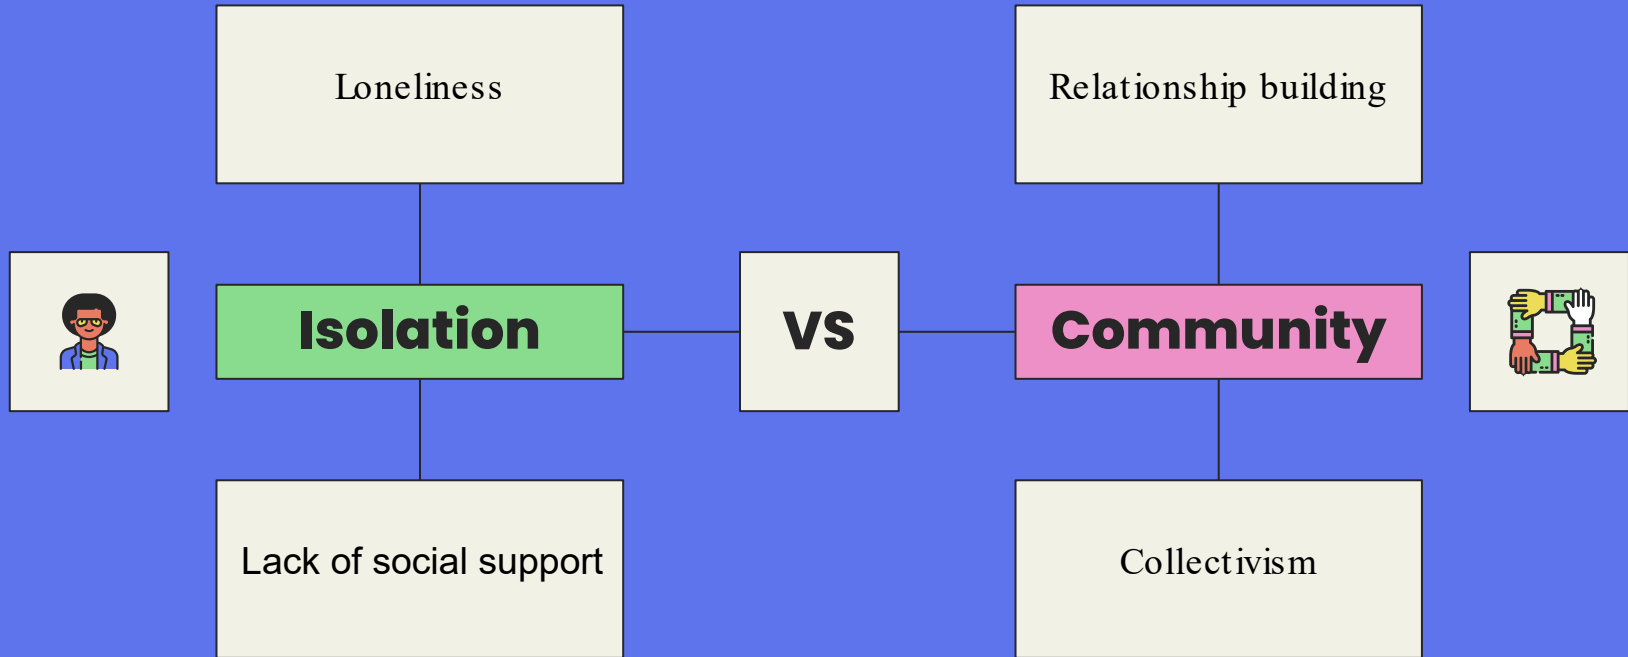 Loneliness
Relationship building
Isolation
VS
Community
Lack of social support
Collectivism